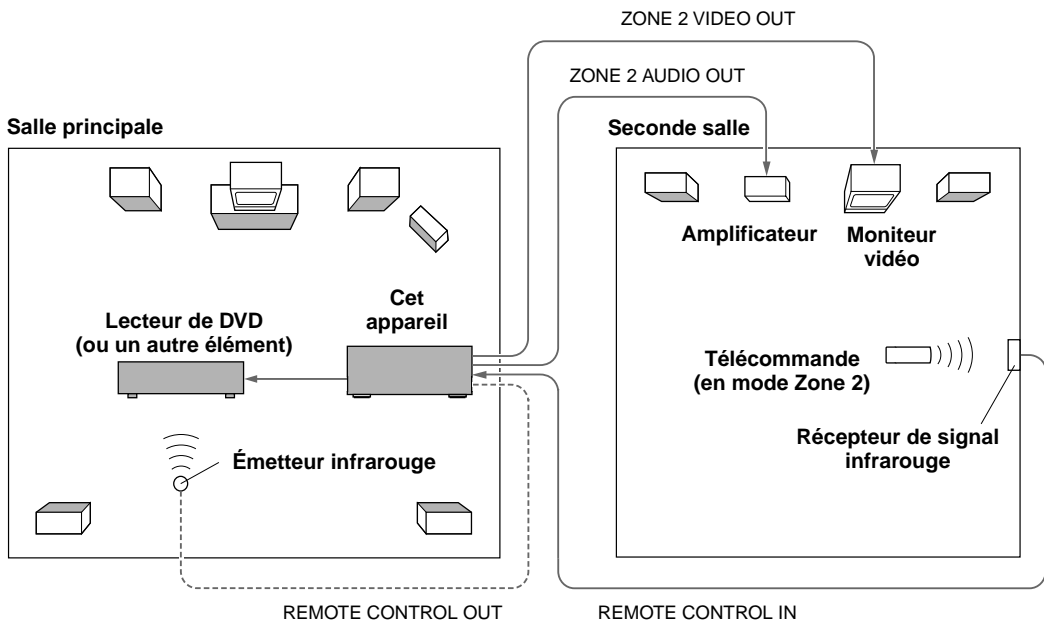 ZONE 2 VIDEO OUT
ZONE 2 AUDIO OUT
Salle principale
Seconde salle
Amplificateur
Moniteur
vidéo
Cet
appareil
Lecteur de DVD
(ou un autre élément)
Télécommande
(en mode Zone 2)
Récepteur de signal
infrarouge
Émetteur infrarouge
REMOTE CONTROL OUT
REMOTE CONTROL IN